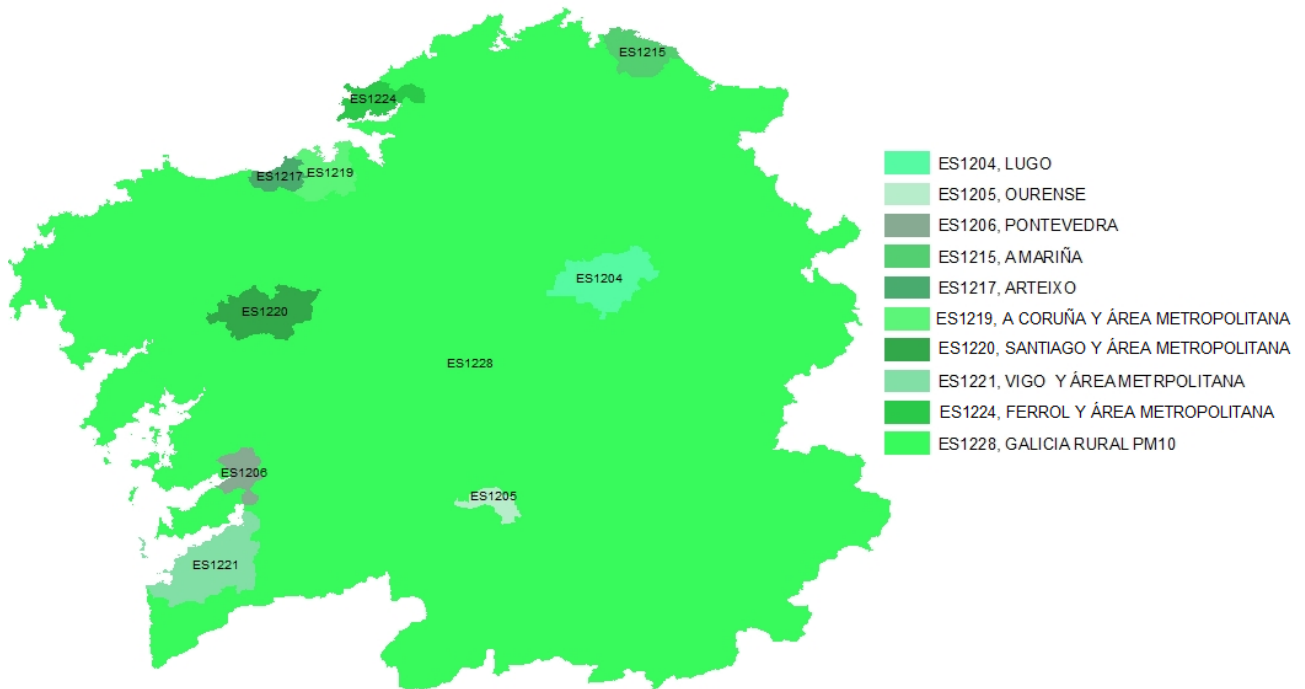 ES1215
ES1224
ES1217
ES1219
ES1204
ES1220
ES1228
ES1206
ES1205
ES1221
ES1204, LUGO
ES1205, OURENSE
ES1206, PONTEVEDRA
ES1215, A MARIÑA
ES1217, ARTEIXO
ES1219, A CORUÑA Y ÁREA METROPOLITANA
ES1220, SANTIAGO Y ÁREA METROPOLITANA
ES1221, VIGO Y ÁREA METRPOLITANA
ES1224, FERROL Y ÁREA METROPOLITANA
ES1228, GALICIA RURAL PM10